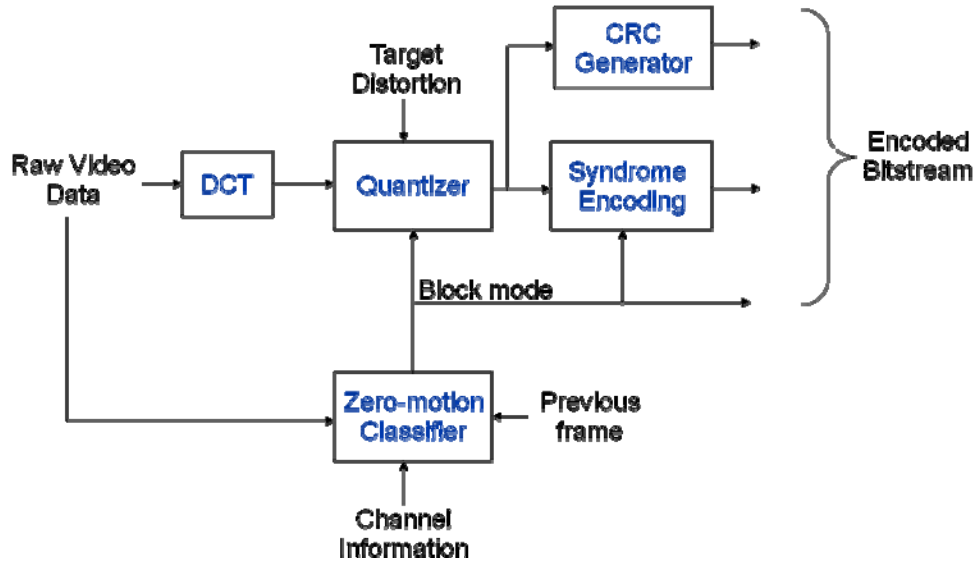 CRC
Generator
Target
Distortion
Raw Video
Data
DCT
Quantizer
Syndrome
Encoding
Encoded
Bitstream
Block mode
Zero-motion
Classifier
Previous
frame
Channel
Information